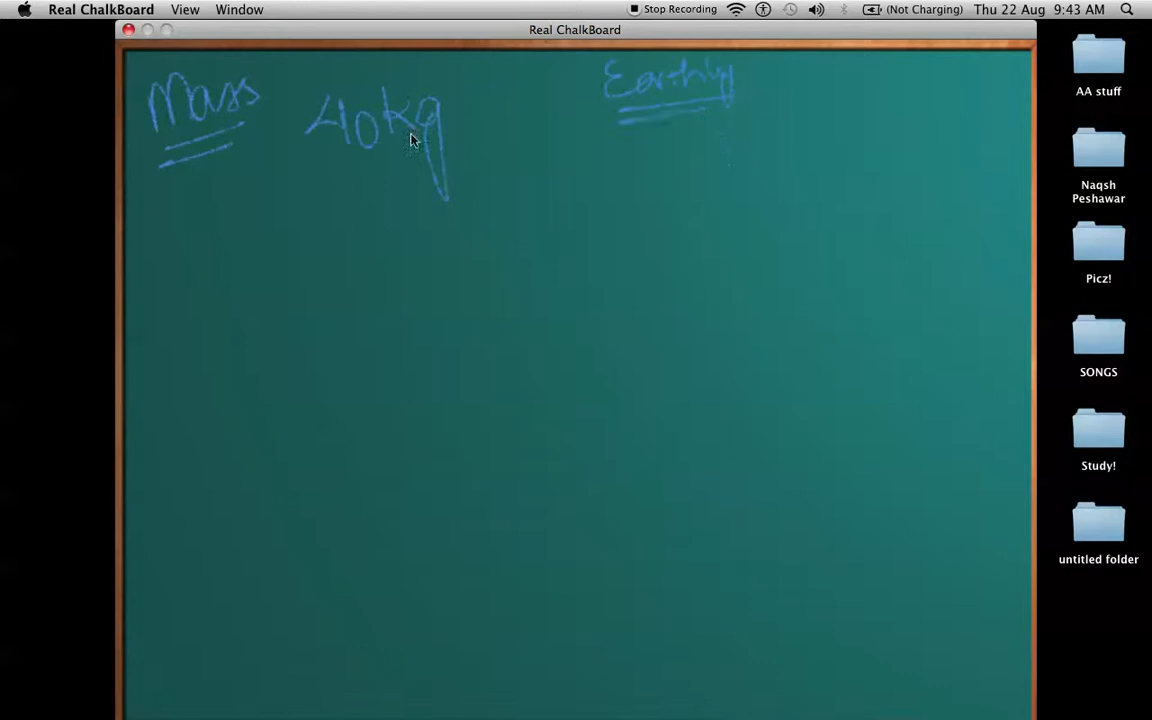 Real ChalkBoard View Window Stop Recording (Not Charging) Thu 22 Aug 9:43 AM
Real ChalkBoard
Mass 40kg
AA stuff
Naqsh
Peshawar
Picz!
SONGS
Study!
untitled folder